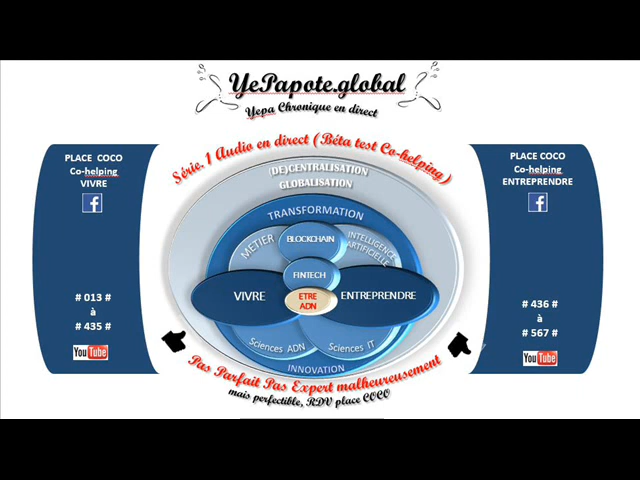 YePapote.global
Yepa Chronique en direct
Série, 1 Audio en direct (Béta test Co-helping)
PLACE COCO
Co-helping
VIVRE
# 013 #
à
# 435 #
YouTube
(DE)CENTRALISATION
GLOBALISATION
TRANSFORMATION
METIER
BLOCKCHAIN
INTELLIGENCE
ARTIFICIELLE
FINTECH
VIVRE
ETRE
ADN
ENTREPRENDRE
Sciences ADN
Sciences IT
INNOVATION
Pas Parfait Pas Expert malheureusement
mais perfectible, RDV place COCO
PLACE COCO
Co-helping
ENTREPRENDRE
# 436 #
à
# 567 #
YouTube